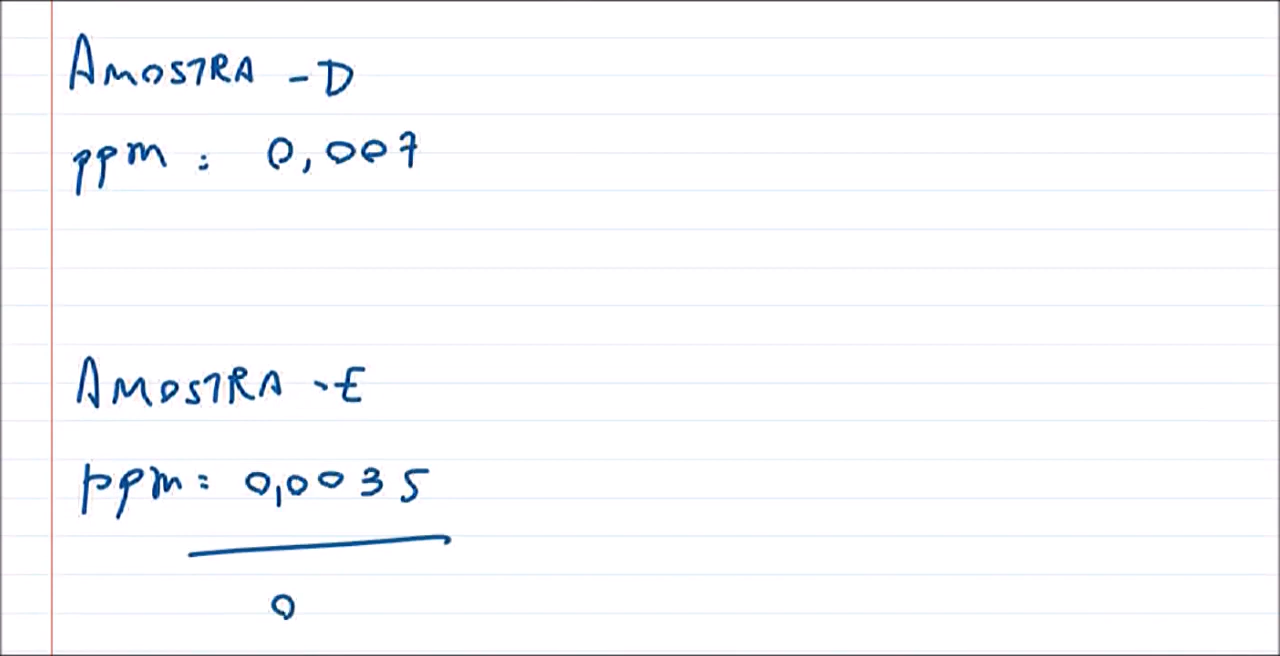 AMOSTRA - D
ppm : 0,007
AMOSTRA - E
ppm = 0,0035
0